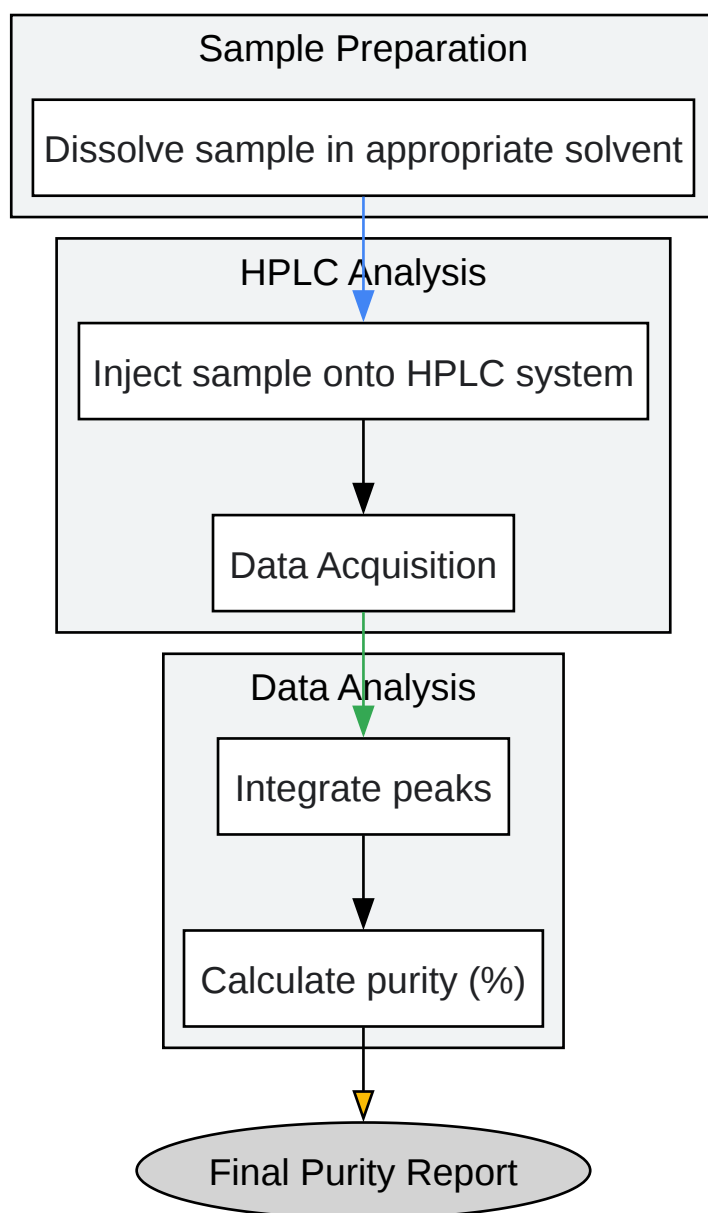 Sample Preparation
Dissolve sample in appropriate solvent
HPLC Analysis
Inject sample onto HPLC system
Data Acquisition
Data Analysis
Integrate peaks
Calculate purity (%)
Final Purity Report